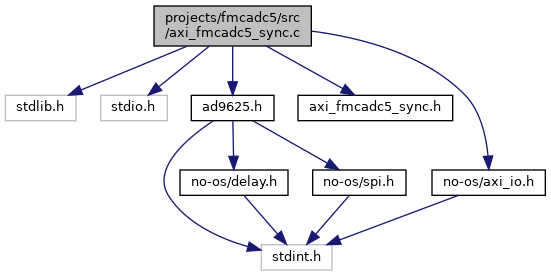 projects/fmcadc5/src
/axi_fmcadc5_sync.c
stdlib.h
stdio.h
ad9625.h
axi_fmcadc5_sync.h
no-os/delay.h
no-os/spi.h
no-os/axi_io.h
stdint.h